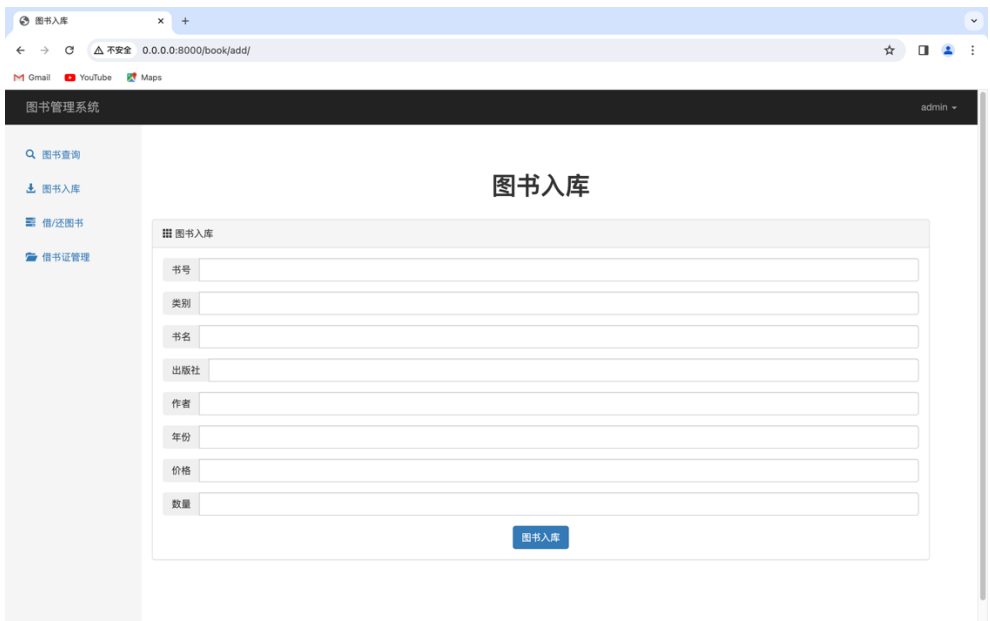 图书入库
不安全 0.0.0.0:8000/book/add/
Gmail YouTube Maps
图书管理系统 admin
图书查询
图书入库
借/还图书
借书证管理
图书入库
图书入库
书号
类别
书名
出版社
作者
年份
价格
数量
图书入库